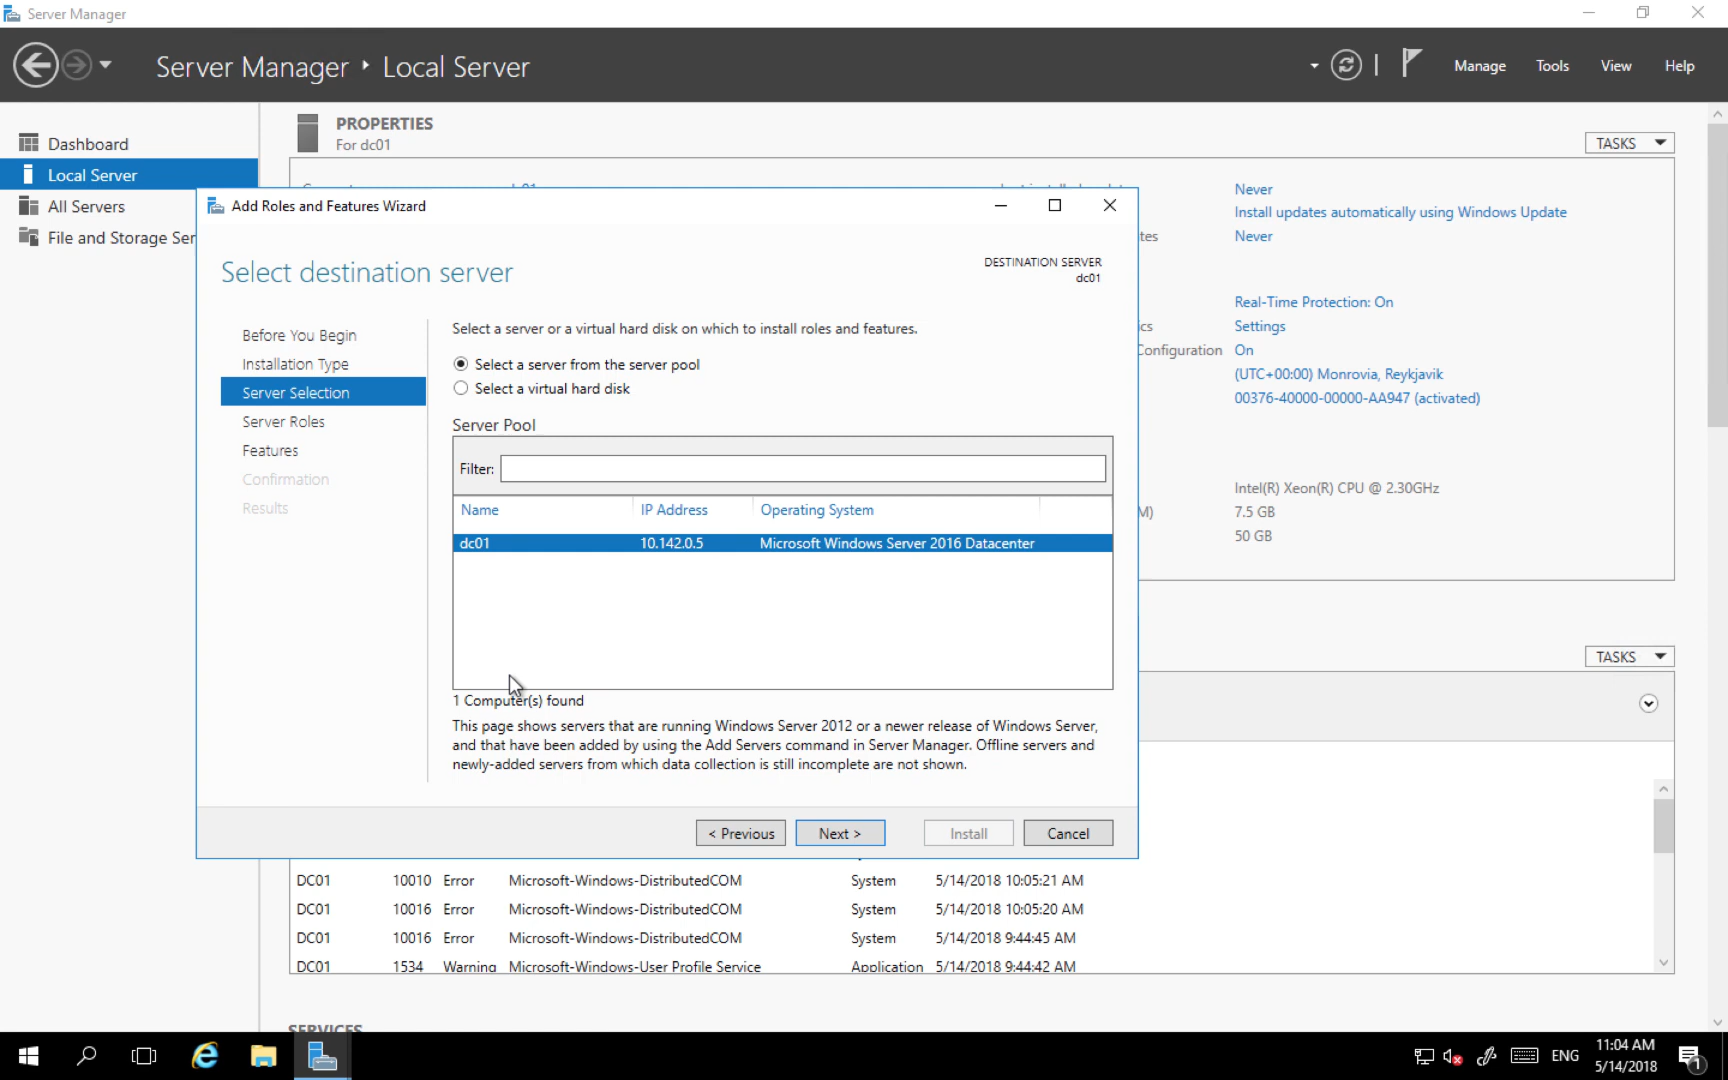 Server Manager
Server Manager ‣ Local Server
Manage Tools View Help
Dashboard
Local Server
All Servers
File and Storage Ser
PROPERTIES
For dc01
TASKS
Never
Install updates automatically using Windows Update
tes Never
Real-Time Protection: On
ics Settings
Configuration On
(UTC+00:00) Monrovia, Reykjavik
00376-40000-00000-AA947 (activated)
Intel(R) Xeon(R) CPU @ 2.30GHz
M) 7.5 GB
50 GB
Add Roles and Features Wizard
Select destination server
DESTINATION SERVER
dc01
Before You Begin
Installation Type
Server Selection
Server Roles
Features
Confirmation
Results
Select a server or a virtual hard disk on which to install roles and features.
Select a server from the server pool
Select a virtual hard disk
Server Pool
Filter:
Name IP Address Operating System
dc01 10.142.0.5 Microsoft Windows Server 2016 Datacenter
1 Computer(s) found
This page shows servers that are running Windows Server 2012 or a newer release of Windows Server,
and that have been added by using the Add Servers command in Server Manager. Offline servers and
newly-added servers from which data collection is still incomplete are not shown.
< Previous Next > Install Cancel
TASKS
DC01 10010 Error Microsoft-Windows-DistributedCOM System 5/14/2018 10:05:21 AM
DC01 10016 Error Microsoft-Windows-DistributedCOM System 5/14/2018 10:05:20 AM
DC01 10016 Error Microsoft-Windows-DistributedCOM System 5/14/2018 9:44:45 AM
DC01 1534 Warning Microsoft-Windows-User Profile Service Application 5/14/2018 9:44:42 AM
SERVICES
ENG
11:04 AM
5/14/2018
1